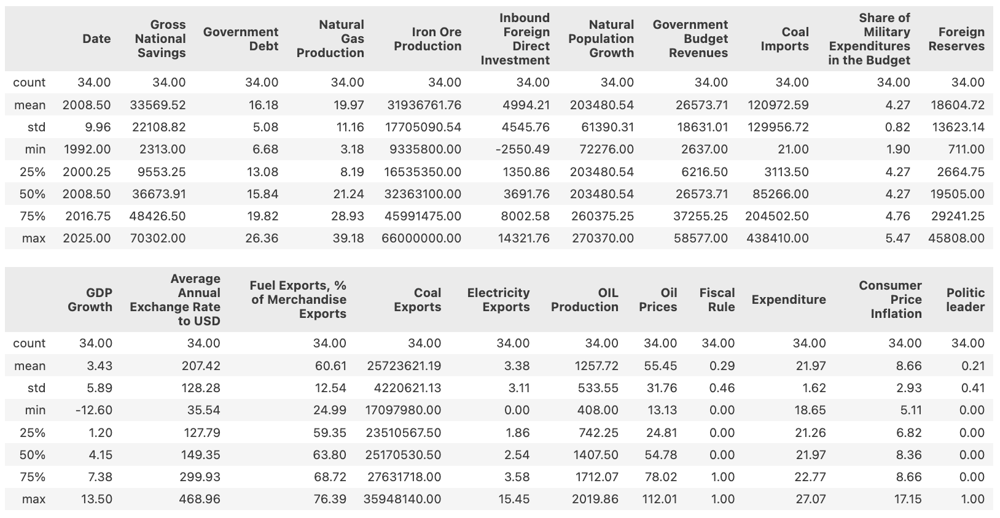 Date Gross National Savings Government Debt Natural Gas Production Iron Ore Production Inbound Foreign Direct Investment Natural Population Growth Government Budget Revenues Coal Imports Share of Military Expenditures in the Budget Foreign Reserves
count 34.00 34.00 34.00 34.00 34.00 34.00 34.00 34.00 34.00 34.00 34.00
mean 2008.50 33569.52 16.18 19.97 31936761.76 4994.21 203480.54 26573.71 120972.59 4.27 18604.72
std 9.96 22108.82 5.08 11.16 17705090.54 4545.76 61390.31 18631.01 129956.72 0.82 13623.14
min 1992.00 2313.00 6.68 3.18 9335800.00 -2550.49 72276.00 2637.00 21.00 1.90 711.00
25% 2000.25 9553.25 13.08 8.19 16535350.00 1350.86 203480.54 6216.50 3113.50 4.27 2664.75
50% 2008.50 36673.91 15.84 21.24 32363100.00 3691.76 203480.54 26573.71 85266.00 4.27 19505.00
75% 2016.75 48426.50 19.82 28.93 45991475.00 8002.58 260375.25 37255.25 204502.50 4.76 29241.25
max 2025.00 70302.00 26.36 39.18 66000000.00 14321.76 270370.00 58577.00 438410.00 5.47 45808.00
GDP Growth Average Annual Exchange Rate to USD Fuel Exports, % of Merchandise Exports Coal Exports Electricity Exports OIL Production Oil Prices Fiscal Rule Expenditure Consumer Price Inflation Politic leader
count 34.00 34.00 34.00 34.00 34.00 34.00 34.00 34.00 34.00 34.00 34.00
mean 3.43 207.42 60.61 25723621.19 3.38 1257.72 55.45 0.29 21.97 8.66 0.21
std 5.89 128.28 12.54 4220621.13 3.11 533.55 31.76 0.46 1.62 2.93 0.41
min -12.60 35.54 24.99 17097980.00 0.00 408.00 13.13 0.00 18.65 5.11 0.00
25% 1.20 127.79 59.35 23510567.50 1.86 742.25 24.81 0.00 21.26 6.82 0.00
50% 4.15 149.35 63.80 25170530.50 2.54 1407.50 54.78 0.00 21.97 8.36 0.00
75% 7.38 299.93 68.72 27631718.00 3.58 1712.07 78.02 1.00 22.77 8.66 0.00
max 13.50 468.96 76.39 35948140.00 15.45 2019.86 112.01 1.00 27.07 17.15 1.00